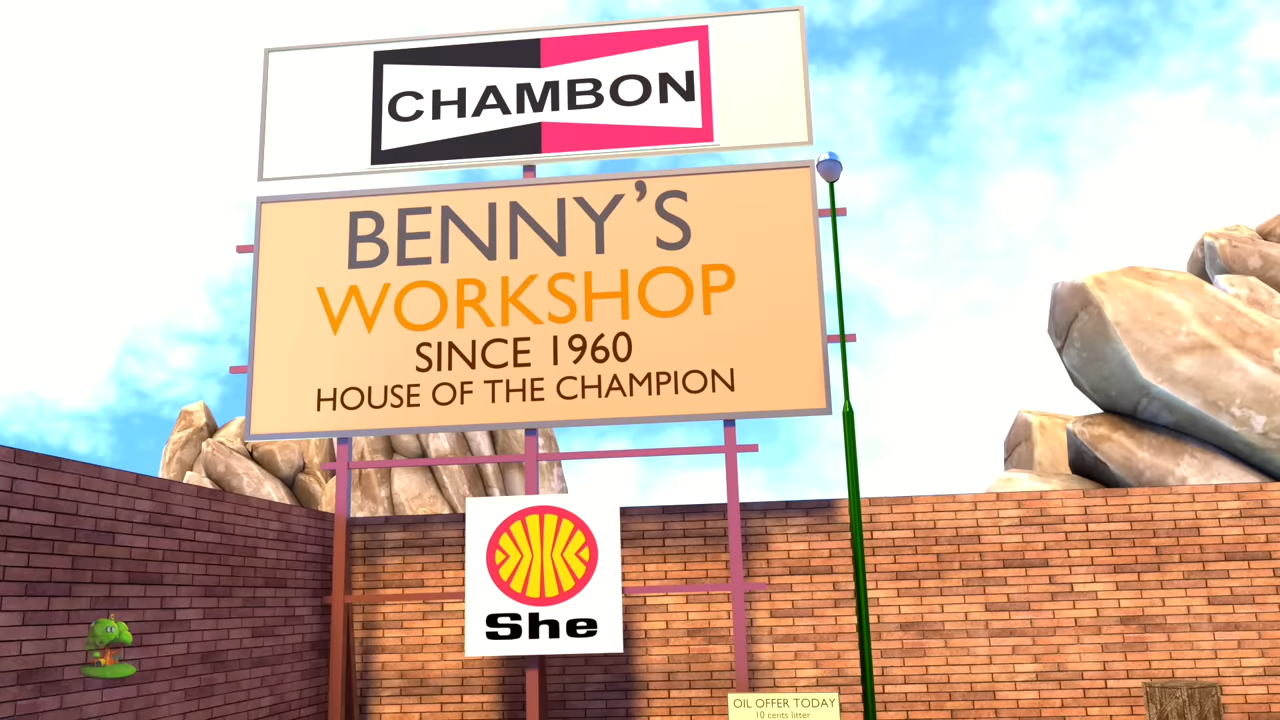 CHAMBON
BENNY'S
WORKSHOP
SINCE 1960
HOUSE OF THE CHAMPION
She
OIL OFFER TODAY
10 cents litter